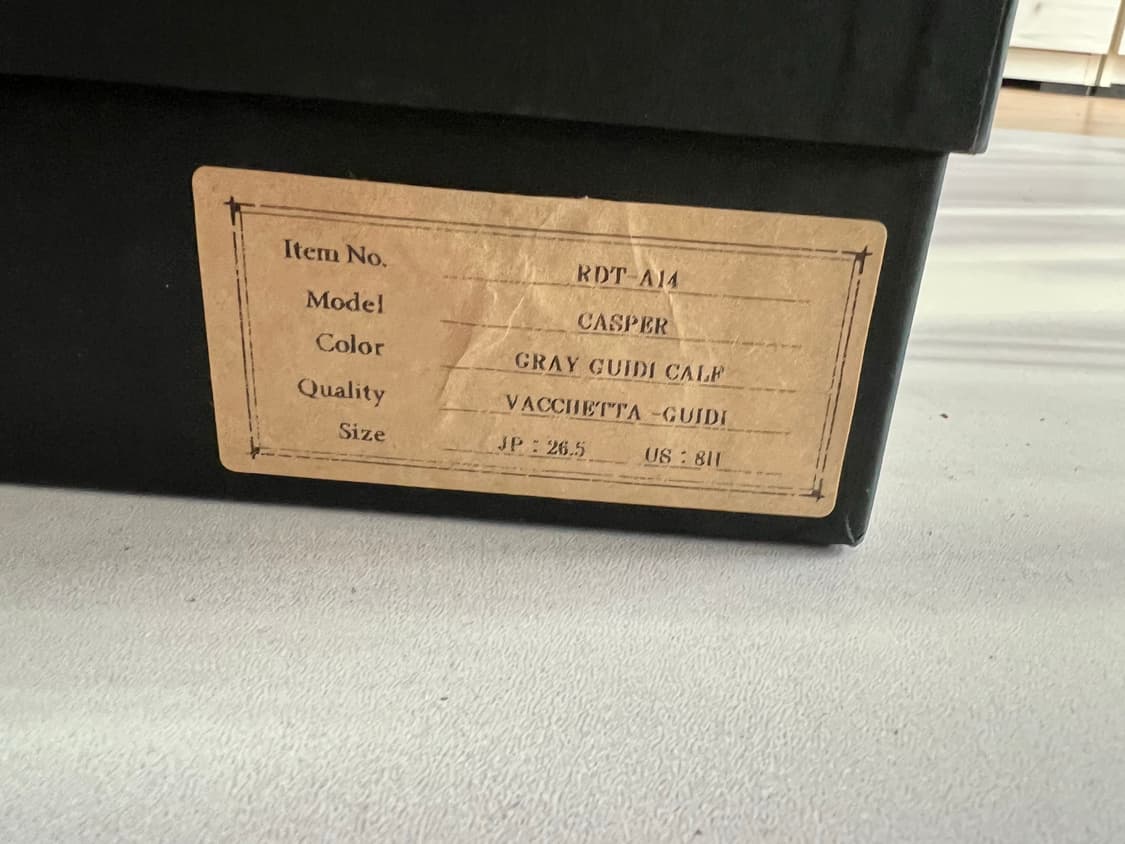 Item No. RDT-A14
Model CASPER
Color GRAY GUIDI CALF
Quality VACCHETTA -GUIDI
Size JP : 26.5 US : 8H